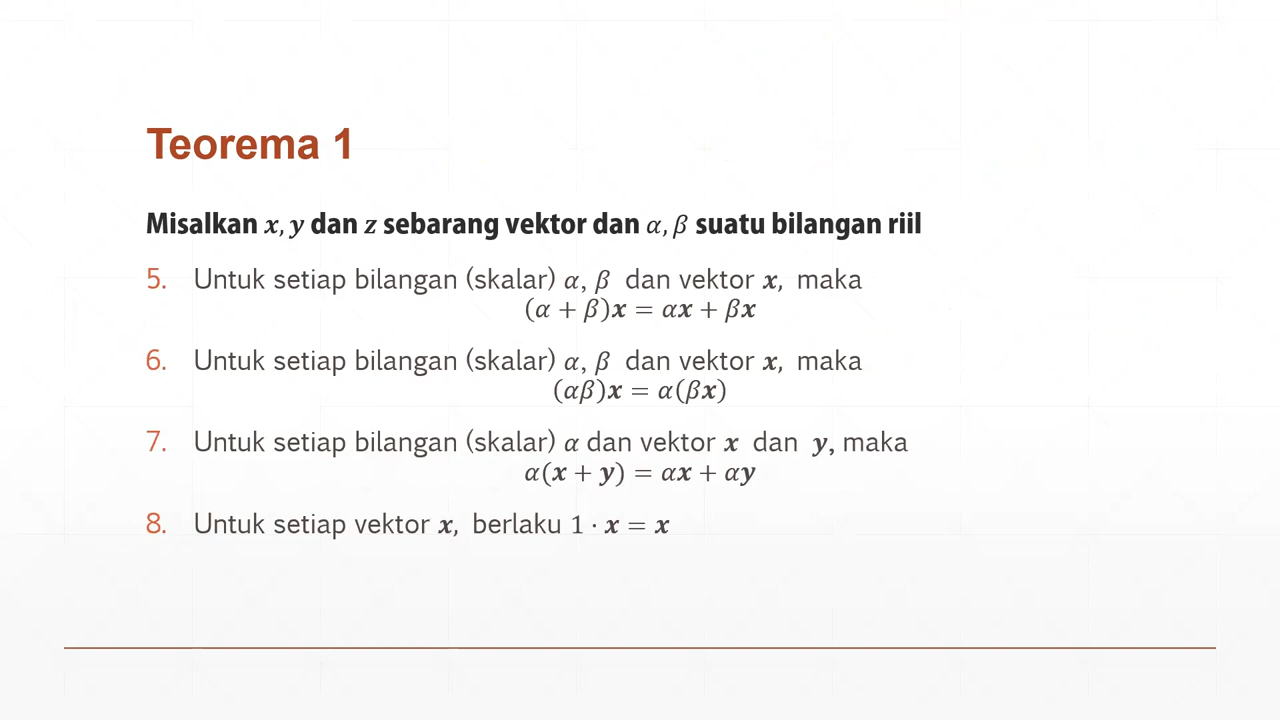 Teorema 1
Misalkan x, y dan z sebarang vektor dan α, β suatu bilangan riil
5. Untuk setiap bilangan (skalar) α, β dan vektor x, maka
(α + β)x = αx + βx
6. Untuk setiap bilangan (skalar) α, β dan vektor x, maka
(αβ)x = α(βx)
7. Untuk setiap bilangan (skalar) α dan vektor x dan y, maka
α(x + y) = αx + αy
8. Untuk setiap vektor x, berlaku 1 · x = x